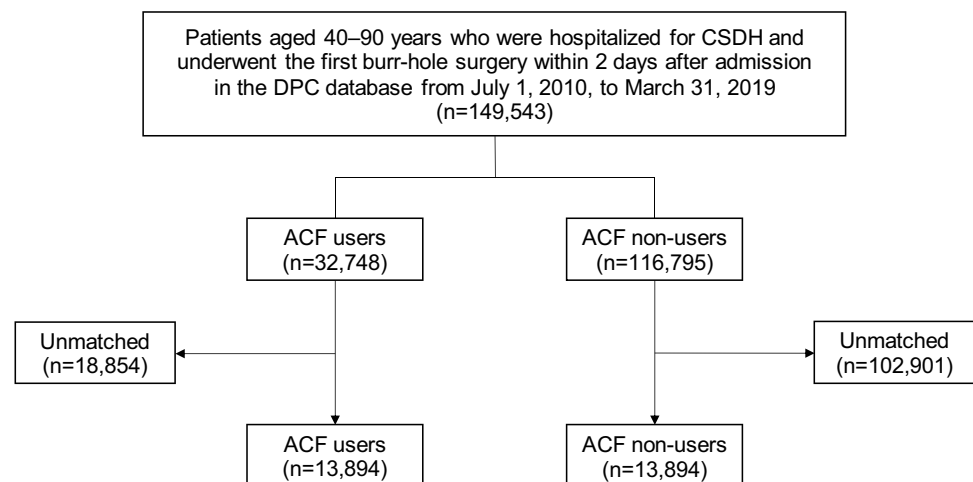 Patients aged 40–90 years who were hospitalized for CSDH and
underwent the first burr-hole surgery within 2 days after admission
in the DPC database from July 1, 2010, to March 31, 2019
(n=149,543)
ACF users
(n=32,748)
ACF non-users
(n=116,795)
Unmatched
(n=18,854)
Unmatched
(n=102,901)
ACF users
(n=13,894)
ACF non-users
(n=13,894)